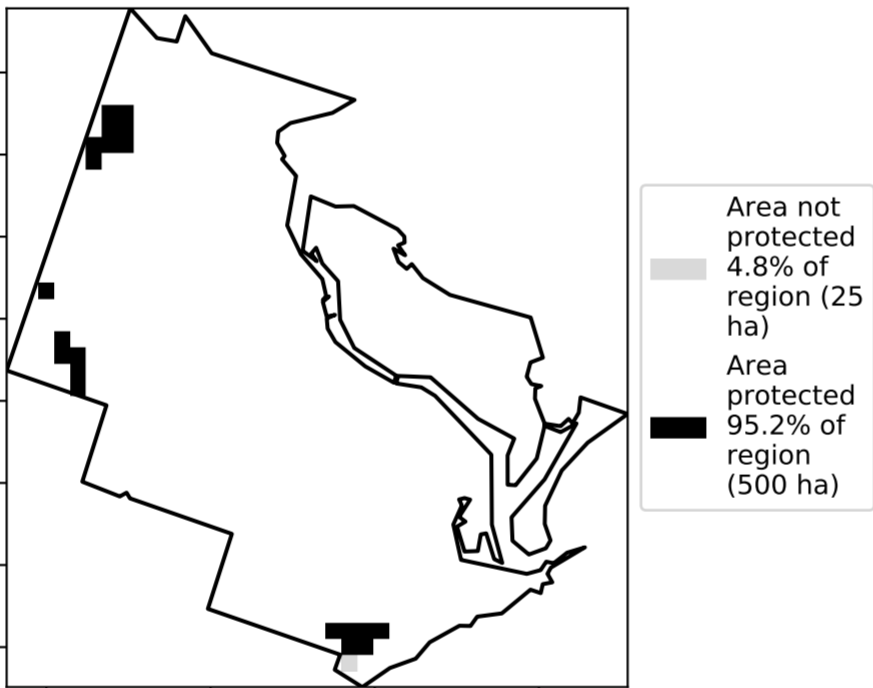 Area not
protected
4.8% of
region (25
ha)
Area
protected
95.2% of
region
(500 ha)